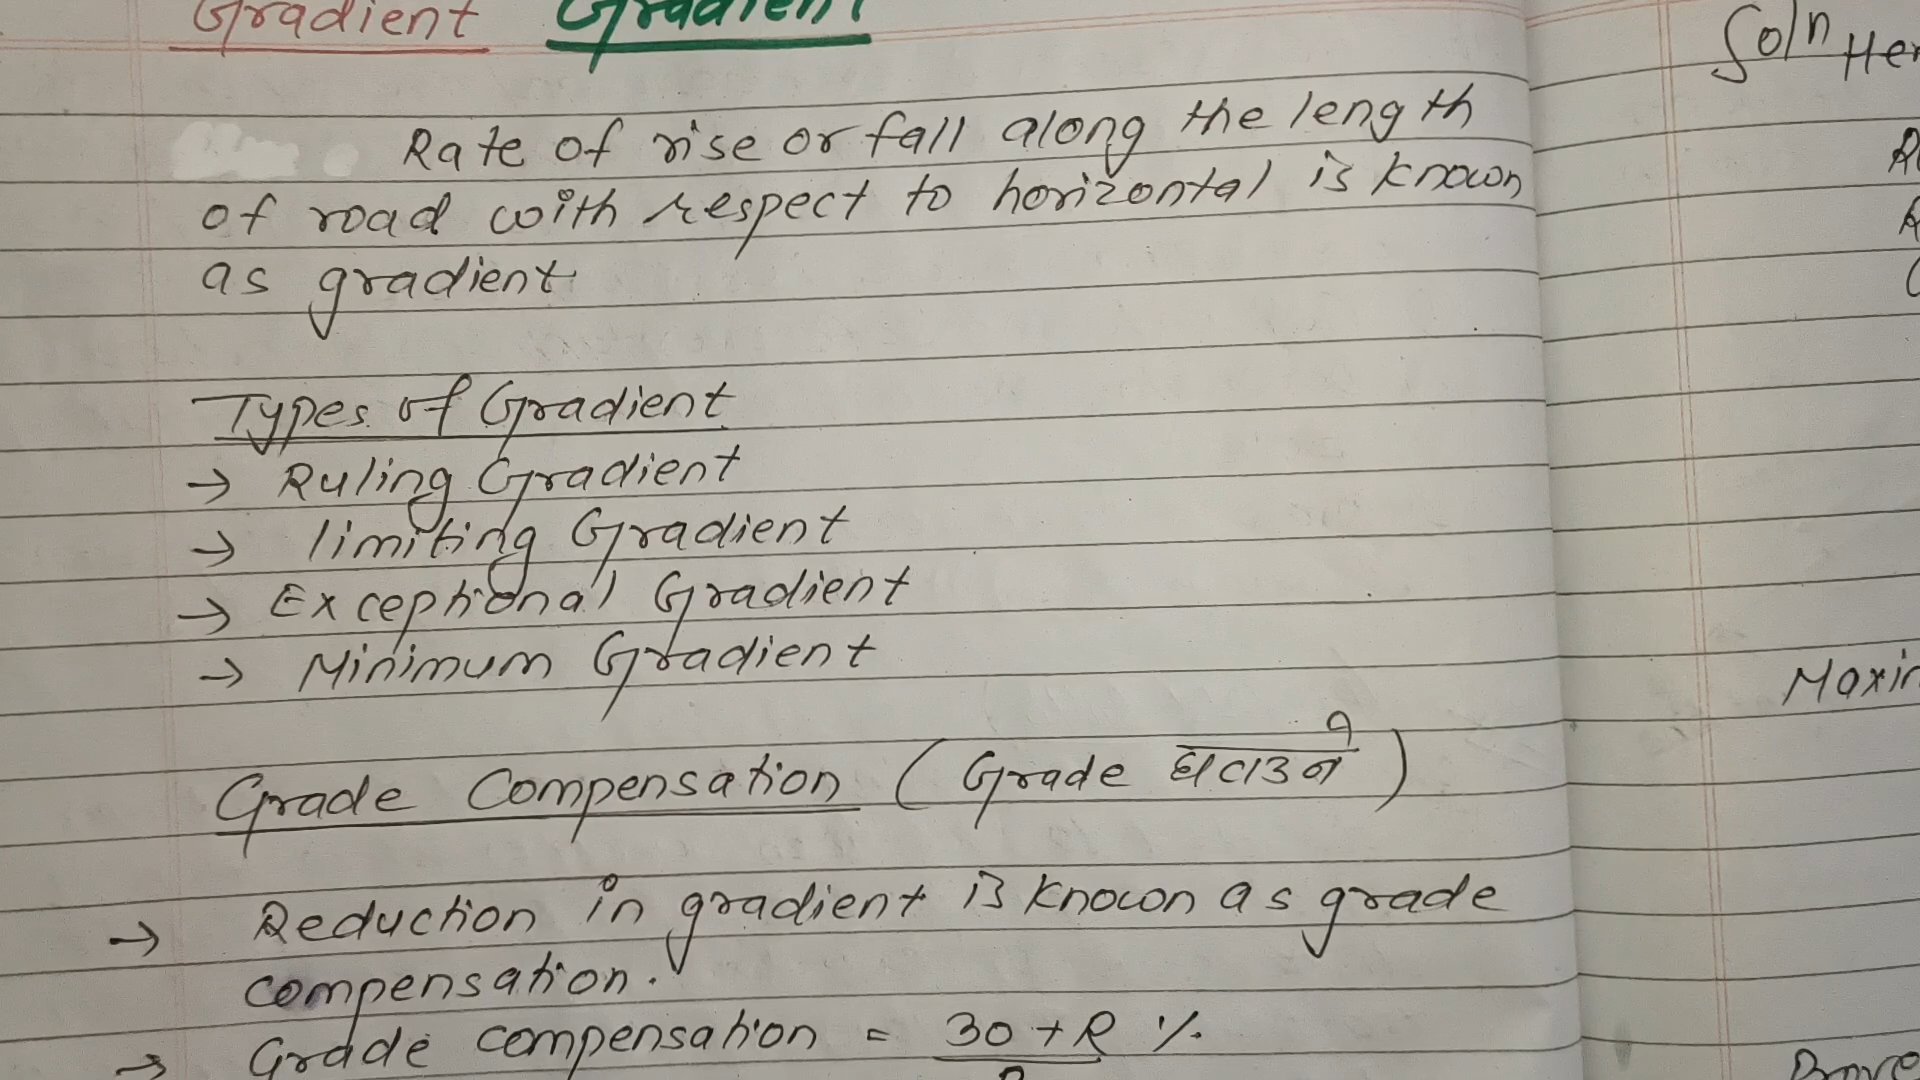 Gradient Gradient
Rate of rise or fall along the length
of road with respect to horizontal is known
as gradient
Types of Gradient
→ Ruling Gradient
→ limiting Gradient
→ Exceptional Gradient
→ Minimum Gradient
Grade Compensation (Grade घटाउने)
→ Reduction in gradient is known as grade
compensation.
→ Grade compensation = 30 + R %
Soln